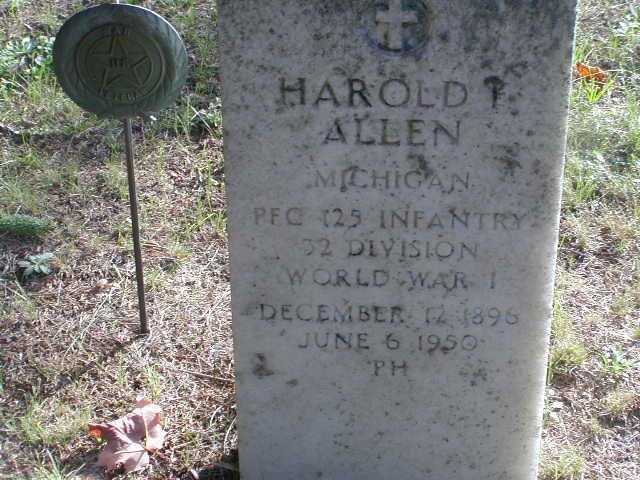 HAROLD F.
ALLEN
MICHIGAN
PFC 125 INFANTRY
32 DIVISION
WORLD WAR I
DECEMBER 12 1896
JUNE 6 1950
PH